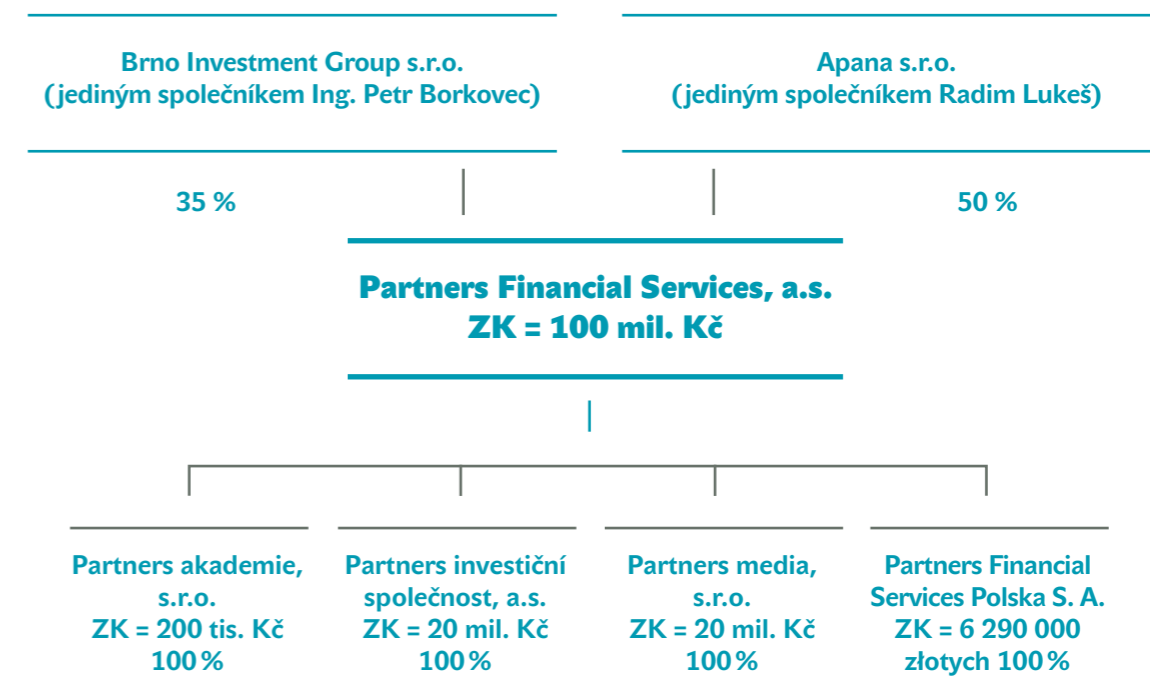 Brno Investment Group s.r.o.
(jediným společníkem Ing. Petr Borkovec)
Apana s.r.o.
(jediným společníkem Radim Lukeš)
35 %
50 %
Partners Financial Services, a.s.
ZK = 100 mil. Kč
Partners akademie,
s.r.o.
ZK = 200 tis. Kč
100 %
Partners investiční
společnost, a.s.
ZK = 20 mil. Kč
100 %
Partners media,
s.r.o.
ZK = 20 mil. Kč
100 %
Partners Financial
Services Polska S. A.
ZK = 6 290 000
złotych 100 %